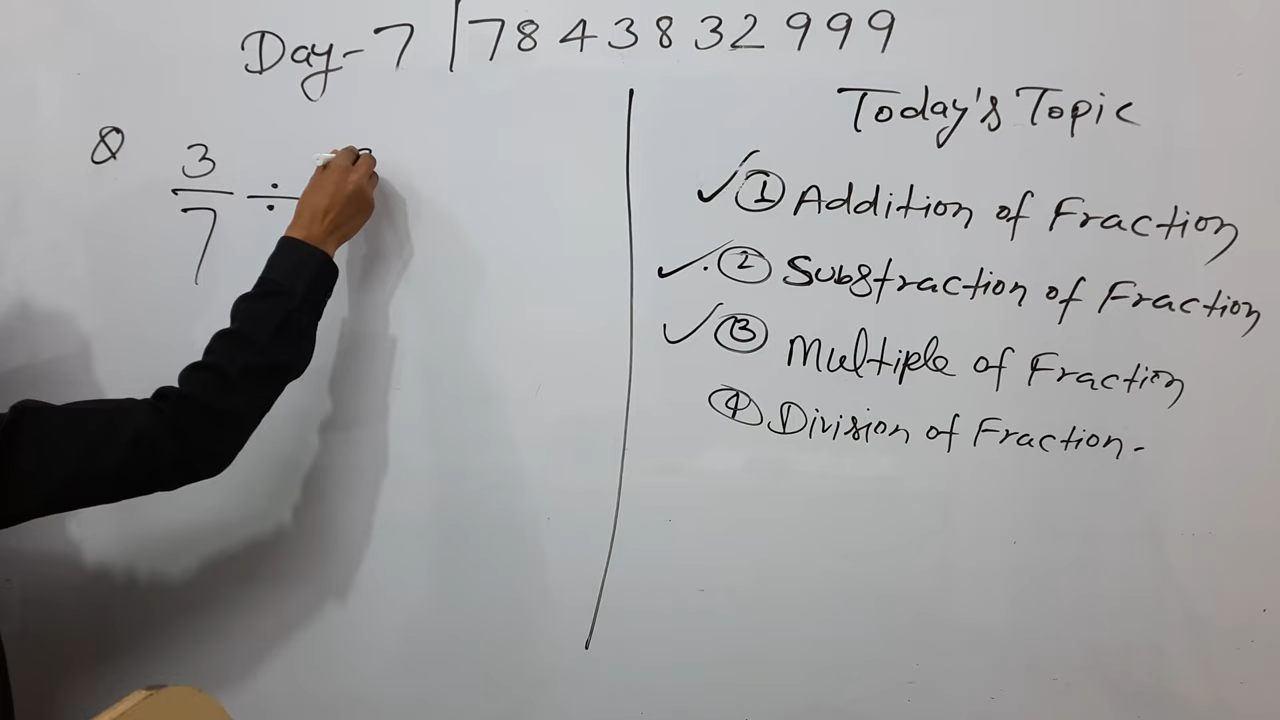 Day-7 | 7843832999
Q 3/7 ÷
Today's Topic
✓ ① Addition of Fraction
✓. ② Substraction of Fraction
✓ ③ Multiple of Fraction
④ Division of Fraction.